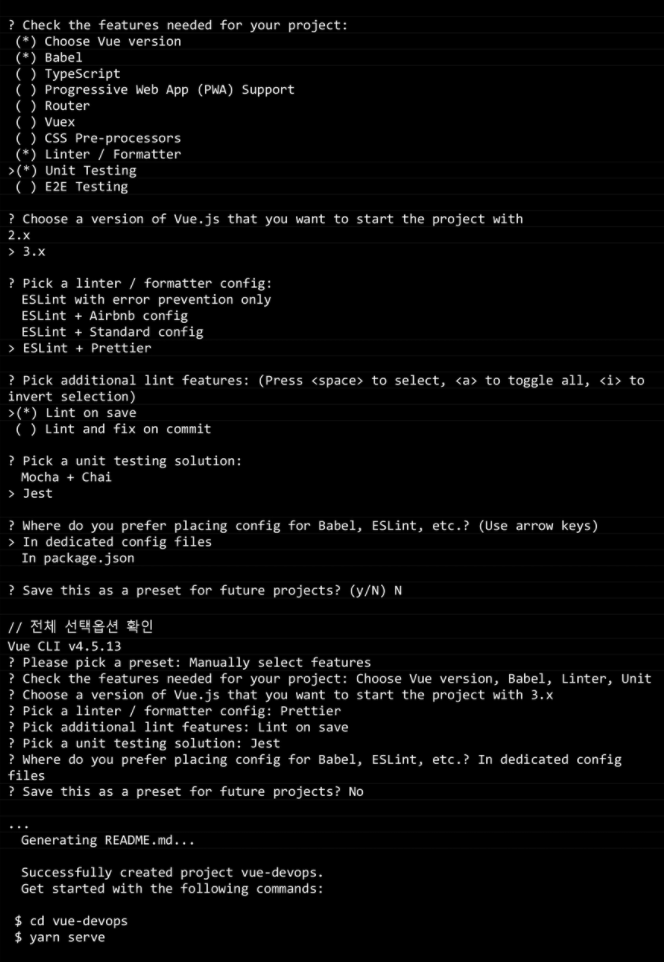 ? Check the features needed for your project:
(*) Choose Vue version
(*) Babel
( ) TypeScript
( ) Progressive Web App (PWA) Support
( ) Router
( ) Vuex
( ) CSS Pre-processors
(*) Linter / Formatter
>(*) Unit Testing
( ) E2E Testing
? Choose a version of Vue.js that you want to start the project with
2.x
> 3.x
? Pick a linter / formatter config:
ESLint with error prevention only
ESLint + Airbnb config
ESLint + Standard config
> ESLint + Prettier
? Pick additional lint features: (Press <space> to select, <a> to toggle all, <i> to
invert selection)
>(*) Lint on save
( ) Lint and fix on commit
? Pick a unit testing solution:
Mocha + Chai
> Jest
? Where do you prefer placing config for Babel, ESLint, etc.? (Use arrow keys)
> In dedicated config files
In package.json
? Save this as a preset for future projects? (y/N) N
// 전체 선택옵션 확인
Vue CLI v4.5.13
? Please pick a preset: Manually select features
? Check the features needed for your project: Choose Vue version, Babel, Linter, Unit
? Choose a version of Vue.js that you want to start the project with 3.x
? Pick a linter / formatter config: Prettier
? Pick additional lint features: Lint on save
? Pick a unit testing solution: Jest
? Where do you prefer placing config for Babel, ESLint, etc.? In dedicated config
files
? Save this as a preset for future projects? No
...
Generating README.md...
Successfully created project vue-devops.
Get started with the following commands:
$ cd vue-devops
$ yarn serve